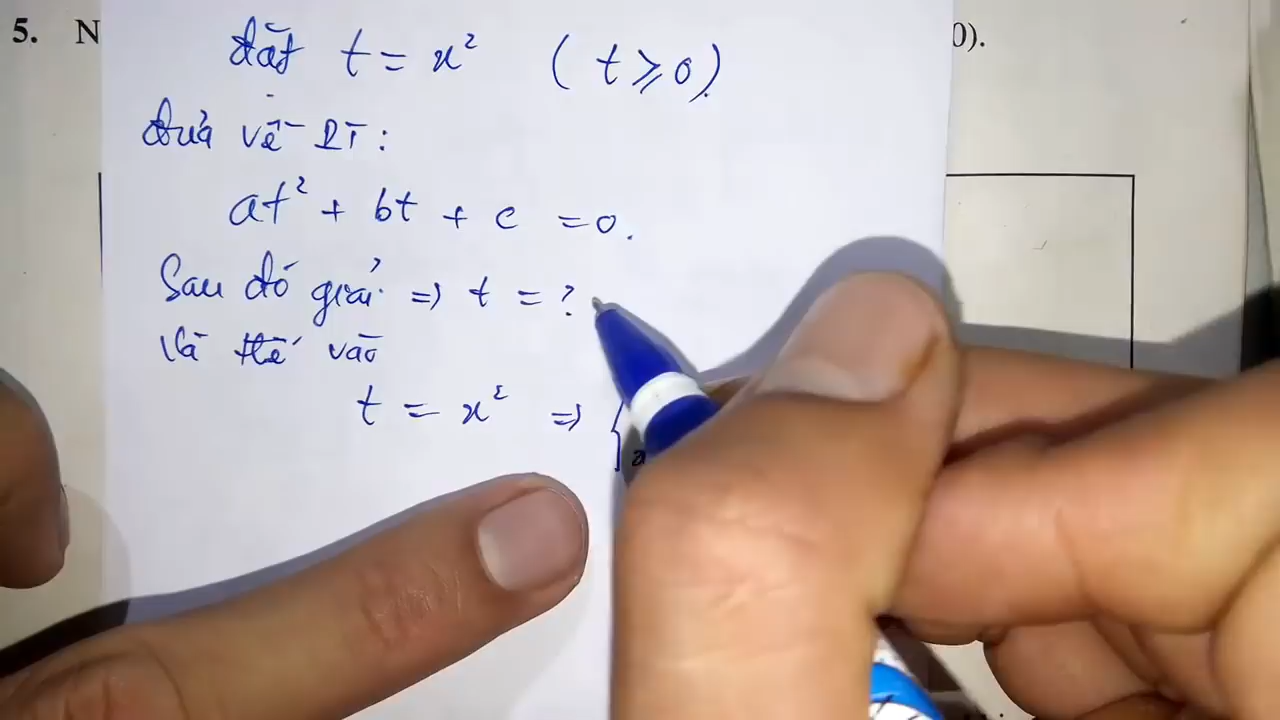 5. N
0).
đặt t = x² ( t ⩾ 0 ).
đưa về PT:
at² + bt + c = 0.
Sau đó giải => t = ?
Và thế vào
t = x² => {